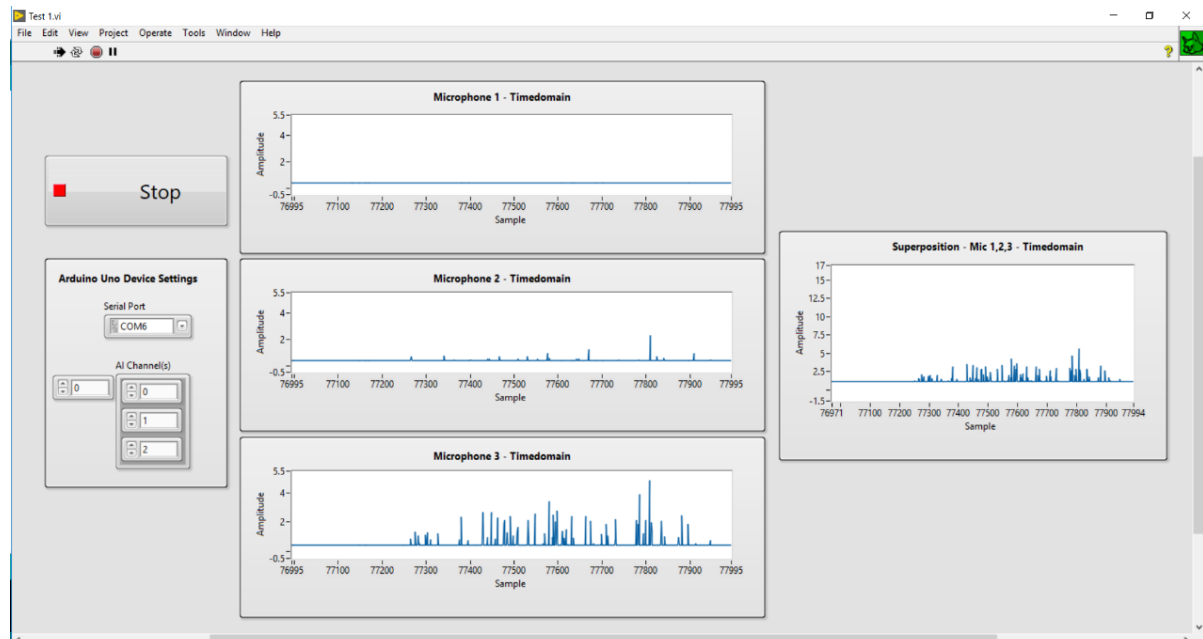 Test 1.vi
File Edit View Project Operate Tools Window Help
?
Stop
Arduino Uno Device Settings
Serial Port
COM6
AI Channel(s)
0
0
1
2
Microphone 1 - Timedomain
Amplitude
5.5
4
2
-0.5
76995 77100 77200 77300 77400 77500 77600 77700 77800 77900 77995
Sample
Microphone 2 - Timedomain
Amplitude
5.5
4
2
-0.5
76995 77100 77200 77300 77400 77500 77600 77700 77800 77900 77995
Sample
Microphone 3 - Timedomain
Amplitude
5.5
4
2
-0.5
76995 77100 77200 77300 77400 77500 77600 77700 77800 77900 77995
Sample
Superposition - Mic 1,2,3 - Timedomain
Amplitude
17
15
12.5
10
7.5
5
2.5
-1.5
76971 77100 77200 77300 77400 77500 77600 77700 77800 77900 77994
Sample